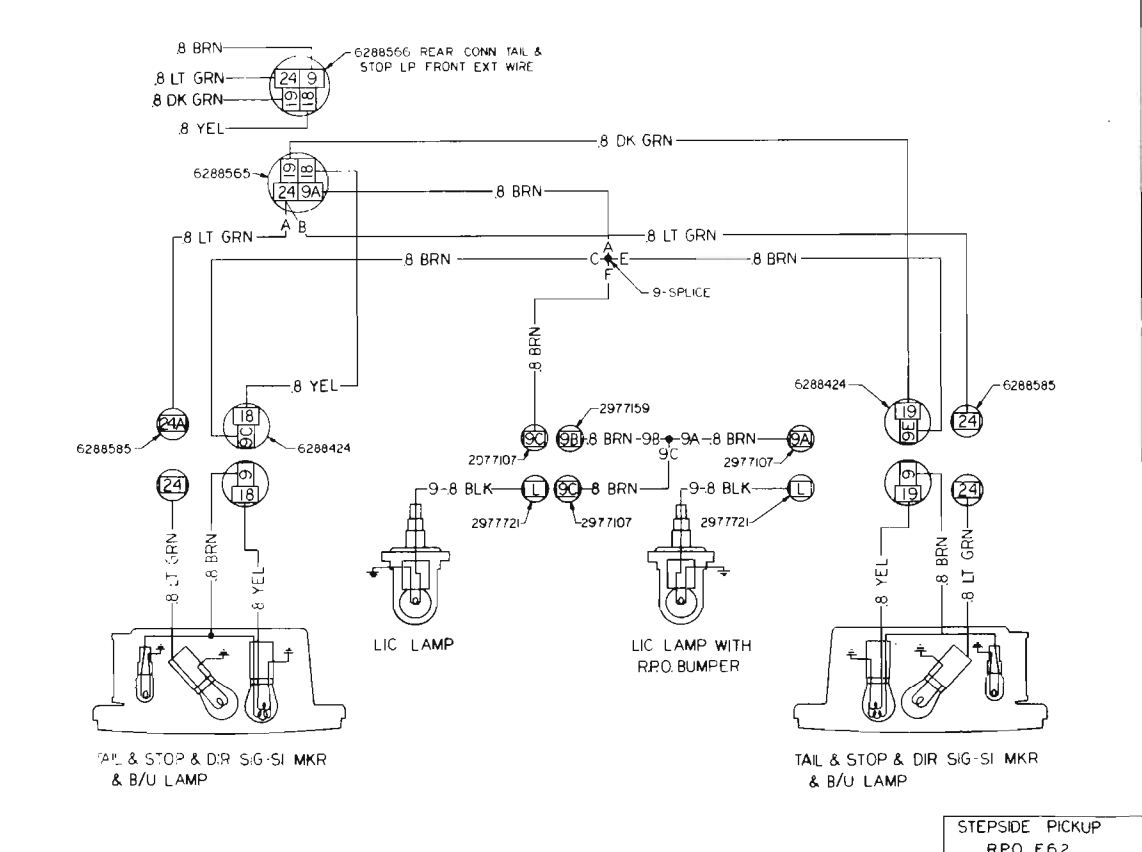 .8 BRN
6288566 REAR CONN TAIL &
STOP LP FRONT EXT WIRE
.8 LT GRN
24 9
.8 DK GRN
19 18
.8 YEL
.8 DK GRN
6288565
19 18
24 9A
.8 BRN
A B
.8 LT GRN
.8 LT GRN
A
.8 BRN
C E
.8 BRN
F
9-SPLICE
.8 BRN
.8 YEL
6288424
6288585
2977159
24A
18
9C
19
9E
24
9C
9B
.8 BRN
9B
9A
.8 BRN
9A
6288585
6288424
2977107
9C
2977107
24
9
18
9-.8 BLK
L
9C
.8 BRN
9-.8 BLK
L
9
19
24
2977721
2977107
2977721
.8 LT GRN
.8 BRN
.8 YEL
.8 YEL
.8 BRN
.8 LT GRN
LIC LAMP
LIC LAMP WITH
R.P.O. BUMPER
TAIL & STOP & DIR SIG-SI MKR
& B/U LAMP
TAIL & STOP & DIR SIG-SI MKR
& B/U LAMP
STEPSIDE PICKUP
RPO E62